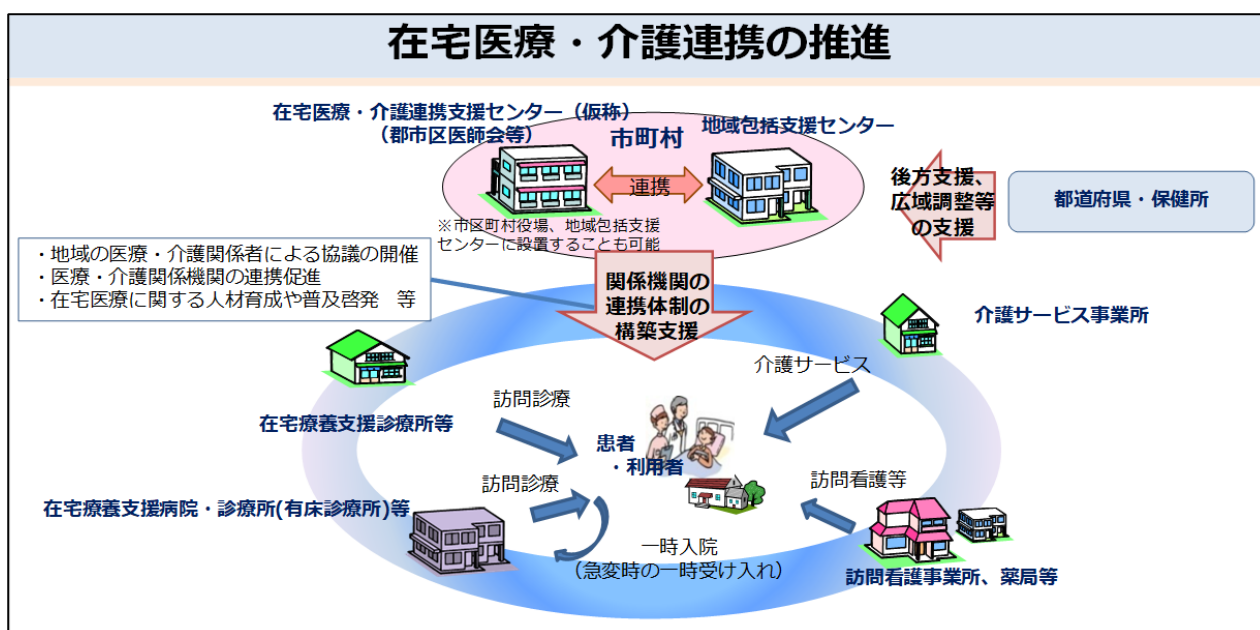 在宅医療・介護連携の推進
在宅医療・介護連携支援センター（仮称）
（郡市区医師会等）
市町村
地域包括支援センター
連携
※市区町村役場、地域包括支援
センターに設置することも可能
後方支援、
広域調整等
の支援
都道府県・保健所
・地域の医療・介護関係者による協議の開催
・医療・介護関係機関の連携促進
・在宅医療に関する人材育成や普及啓発　等
関係機関の
連携体制の
構築支援
介護サービス事業所
介護サービス
訪問診療
在宅療養支援診療所等
患者
・利用者
訪問診療
訪問看護等
在宅療養支援病院・診療所(有床診療所)等
一時入院
（急変時の一時受け入れ）
訪問看護事業所、薬局等